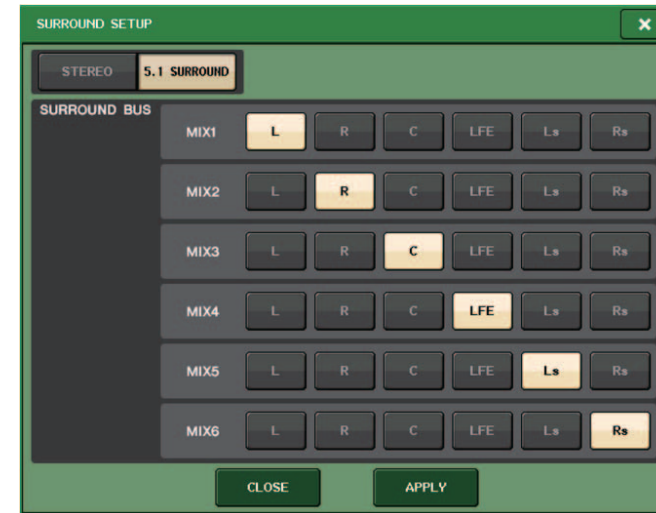 SURROUND SETUP
STEREO 5.1 SURROUND
SURROUND BUS
MIX1 L R C LFE Ls Rs
MIX2 L R C LFE Ls Rs
MIX3 L R C LFE Ls Rs
MIX4 L R C LFE Ls Rs
MIX5 L R C LFE Ls Rs
MIX6 L R C LFE Ls Rs
CLOSE APPLY